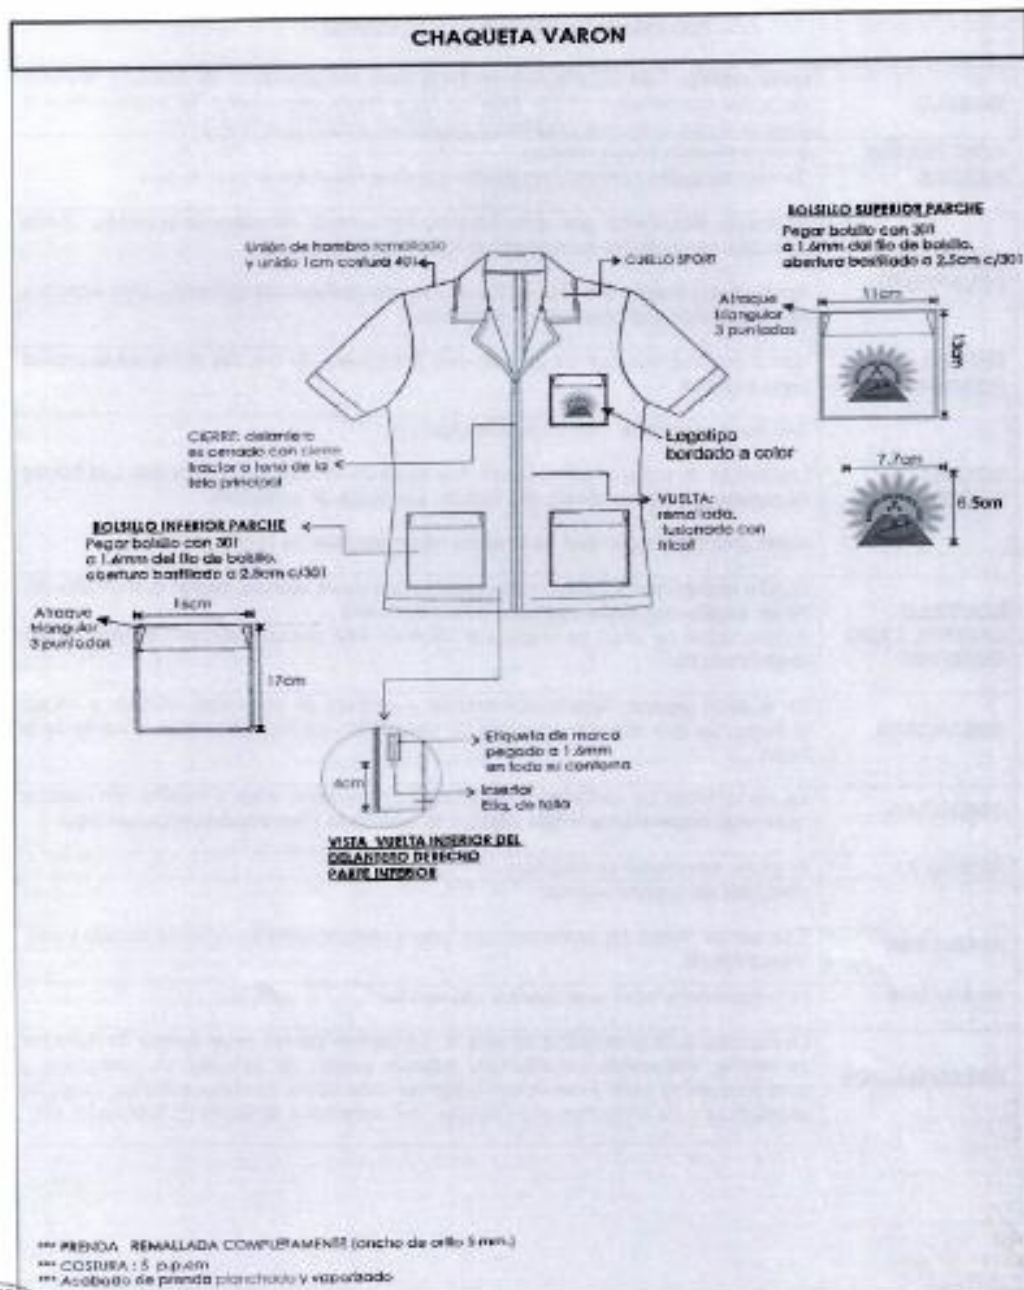 CHAQUETA VARON
BOLSILLO SUPERIOR PARCHE
Pegar bolsillo con 301
a 1.6mm del filo de bolsillo,
abertura bastillado a 2.5cm c/301
Unión de hombro remallado
y unido 1cm costura 401
CUELLO SPORT
Atraque
triangular
3 puntadas
11cm
13cm
CIERRE: delantero
es cerrado con cierre
tractor a tono de la
tela principal
Logotipo
bordado a color
7.7cm
6.5cm
VUELTA:
remallada,
fusionado con
tricot
BOLSILLO INFERIOR PARCHE
Pegar bolsillo con 301
a 1.6mm del filo de bolsillo,
abertura bastillado a 2.5cm c/301
Atraque
triangular
3 puntadas
17cm
Etiqueta de marca
pegado a 1.6mm
en todo su contorno
Insertar
Etiq. de talla
VISTA VUELTA INTERIOR DEL
DELANTERO DERECHO
PARTE INFERIOR
*** PRENDA REMALLADA COMPLETAMENTE (ancho de orillo 5 mm.)
*** COSTURA : 5 p.p.cm
*** Acabado de prenda planchado y vaporizado